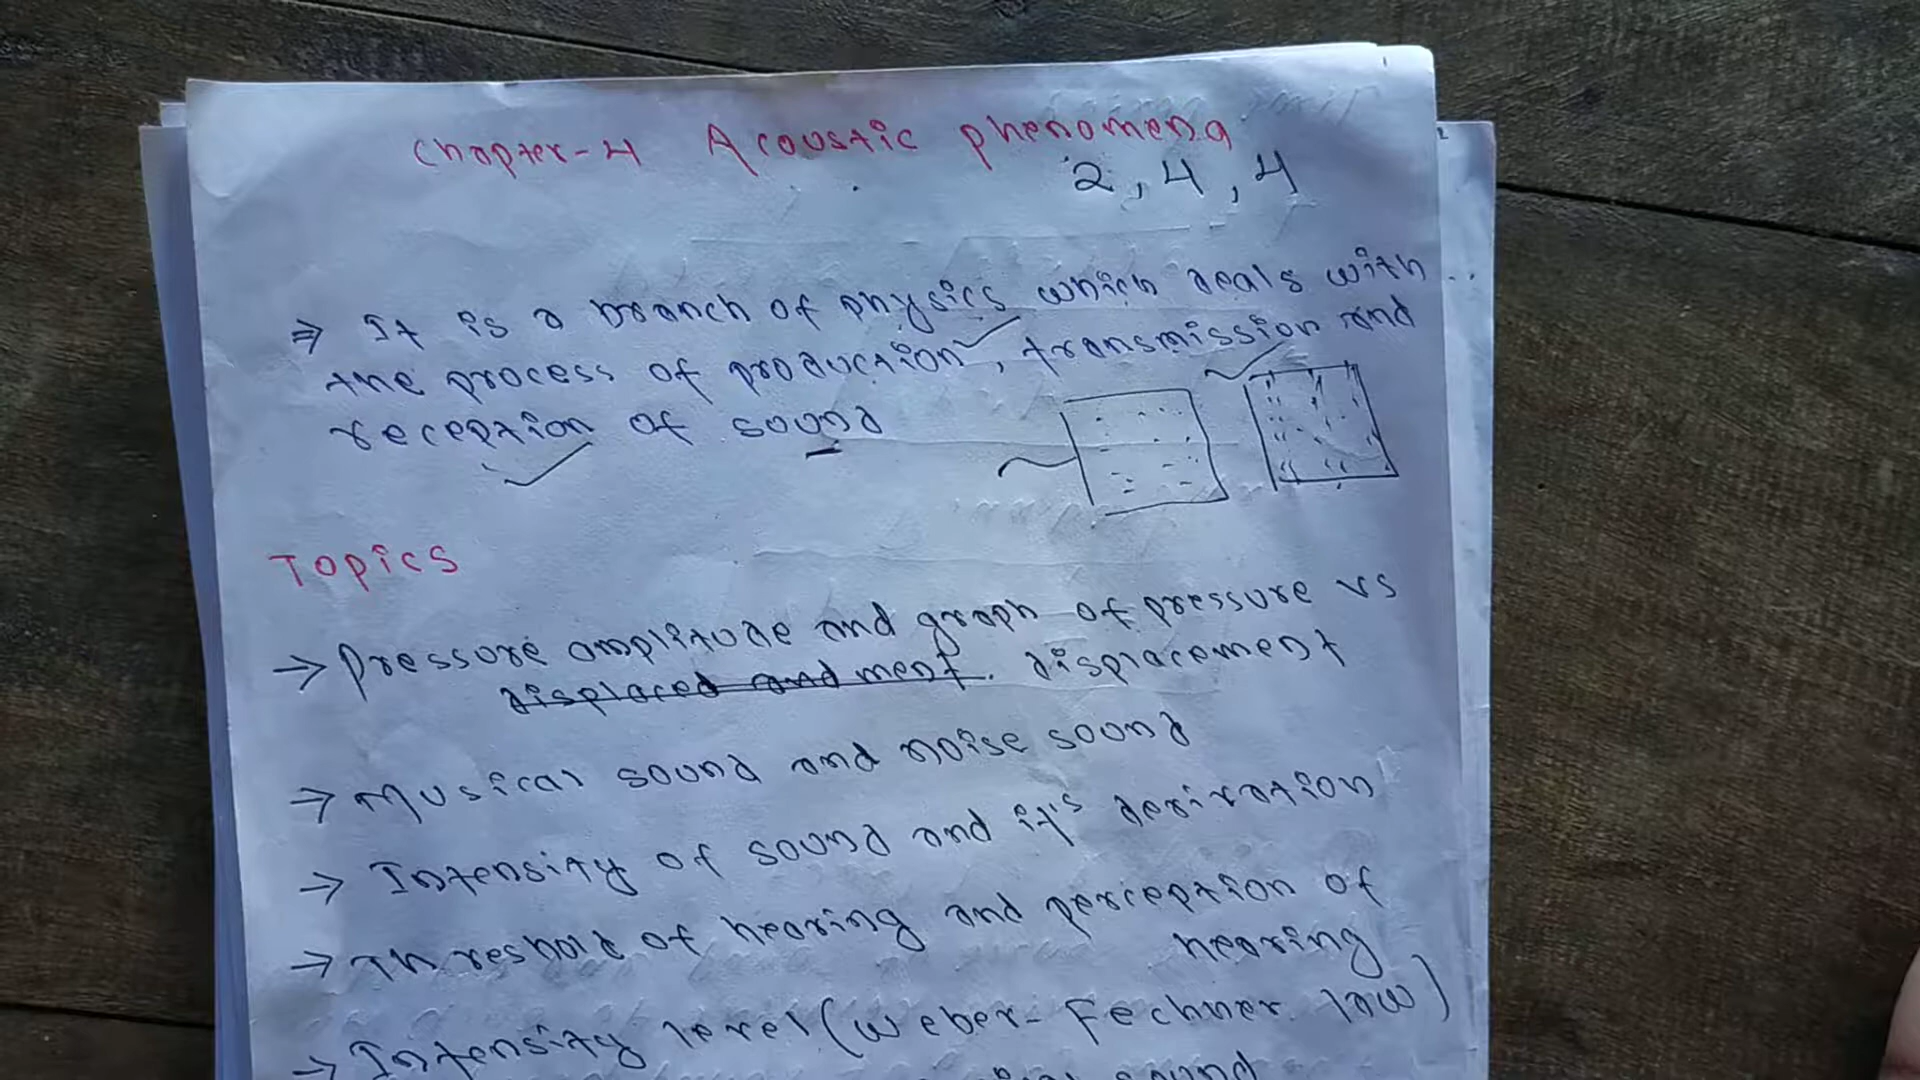 Chapter-4 Acoustic phenomena
2, 4, 4
⇒ It is a branch of physics which deals with
the process of production, transmission and
reception of sound
Topics
→ Pressure amplitude and graph of pressure vs
displaced and ment. displacement
→ Musical sound and noise sound
→ Intensity of sound and it's derivation
→ Threshold of hearing and perception of
hearing
→ Intensity level (Weber-Fechner law)
sound